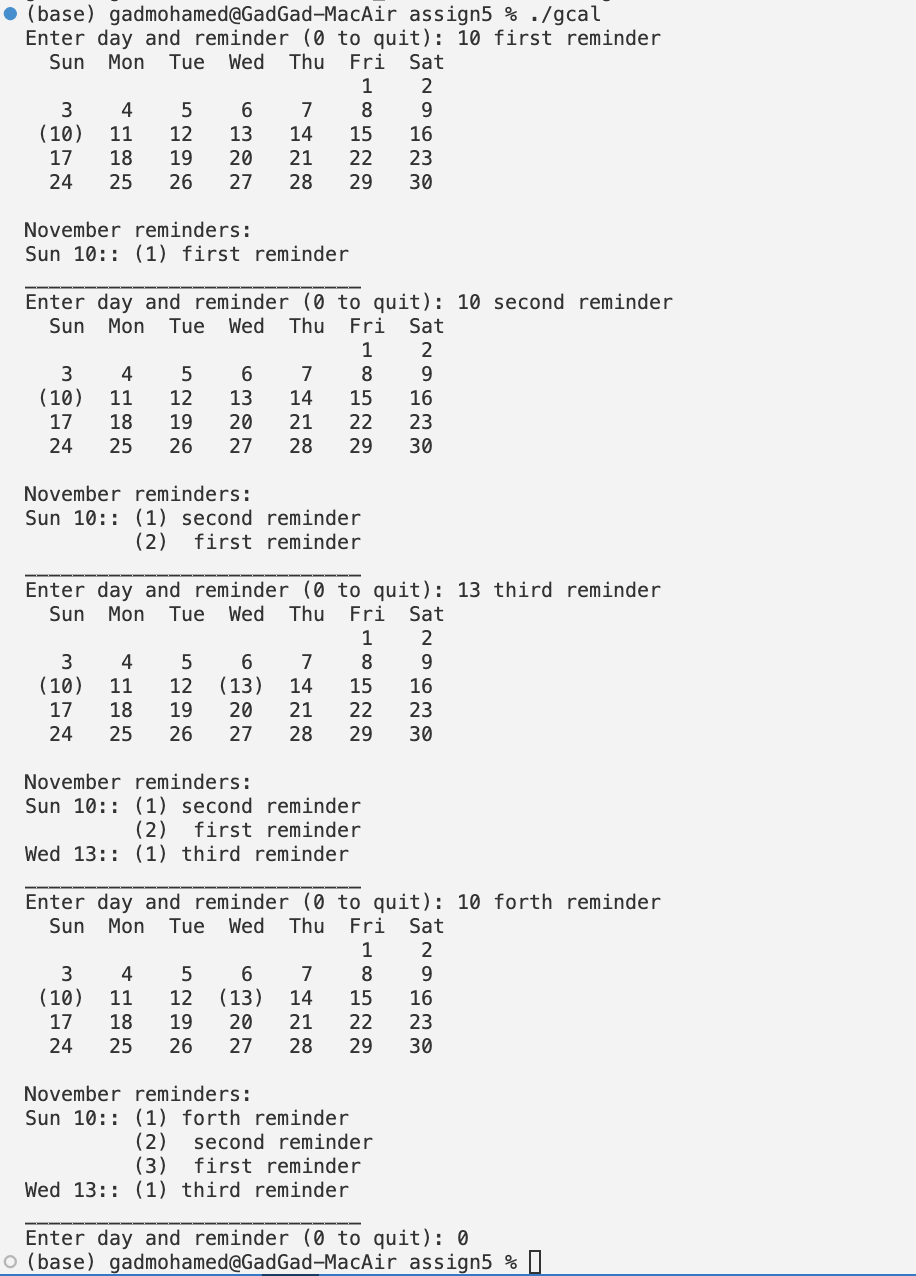 (base) gadmohamed@GadGad-MacAir assign5 % ./gcal
Enter day and reminder (0 to quit): 10 first reminder
  Sun  Mon  Tue  Wed  Thu  Fri  Sat
                            1    2
   3    4    5    6    7    8    9
 (10)  11   12   13   14   15   16
  17   18   19   20   21   22   23
  24   25   26   27   28   29   30

November reminders:
Sun 10:: (1) first reminder
____________________________
Enter day and reminder (0 to quit): 10 second reminder
  Sun  Mon  Tue  Wed  Thu  Fri  Sat
                            1    2
   3    4    5    6    7    8    9
 (10)  11   12   13   14   15   16
  17   18   19   20   21   22   23
  24   25   26   27   28   29   30

November reminders:
Sun 10:: (1) second reminder
         (2)  first reminder
____________________________
Enter day and reminder (0 to quit): 13 third reminder
  Sun  Mon  Tue  Wed  Thu  Fri  Sat
                            1    2
   3    4    5    6    7    8    9
 (10)  11   12  (13)  14   15   16
  17   18   19   20   21   22   23
  24   25   26   27   28   29   30

November reminders:
Sun 10:: (1) second reminder
         (2)  first reminder
Wed 13:: (1) third reminder
____________________________
Enter day and reminder (0 to quit): 10 forth reminder
  Sun  Mon  Tue  Wed  Thu  Fri  Sat
                            1    2
   3    4    5    6    7    8    9
 (10)  11   12  (13)  14   15   16
  17   18   19   20   21   22   23
  24   25   26   27   28   29   30

November reminders:
Sun 10:: (1) forth reminder
         (2)  second reminder
         (3)  first reminder
Wed 13:: (1) third reminder
____________________________
Enter day and reminder (0 to quit): 0
(base) gadmohamed@GadGad-MacAir assign5 %